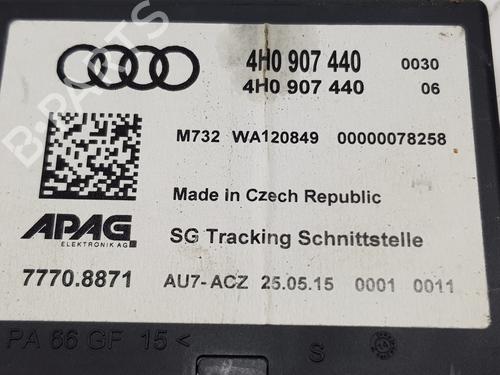 4H0 907 440 0030
4H0 907 440 06
M732 WA120849 00000078258
Made in Czech Republic
APAG
ELEKTRONIK AG
SG Tracking Schnittstelle
7770.8871 AU7-ACZ 25.05.15 0001 0011
PA 66 GF 15< S
B-PARTS